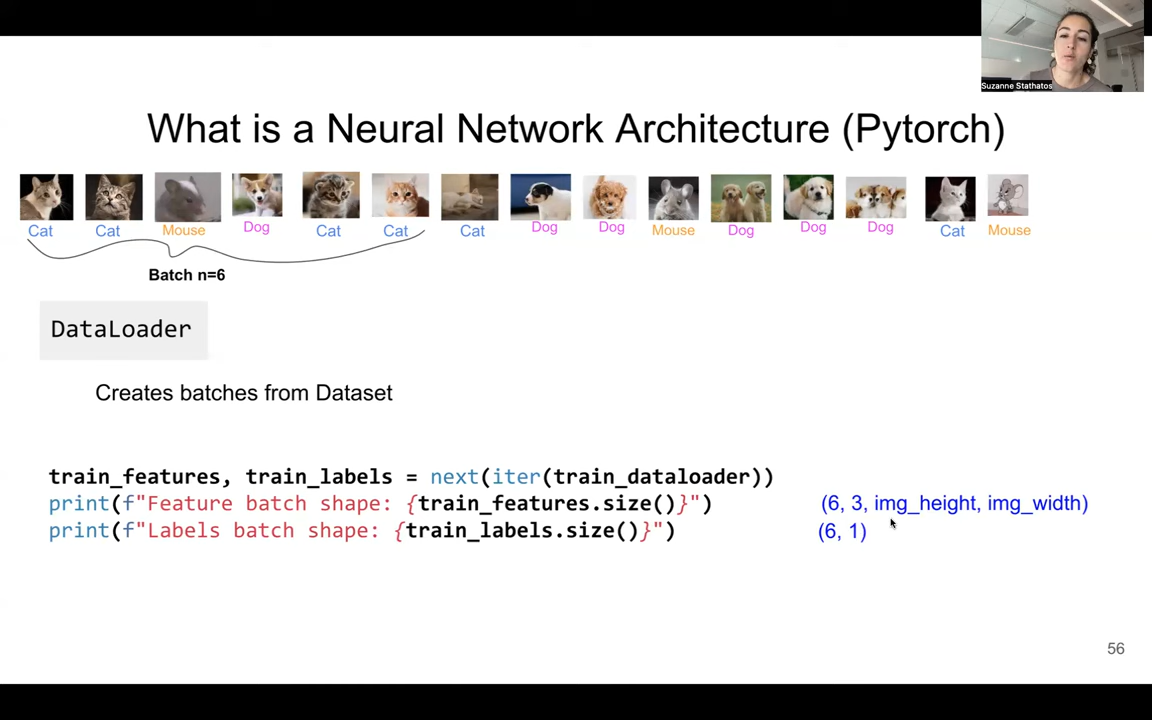 Suzanne Stathatos
What is a Neural Network Architecture (Pytorch)
Cat Cat Mouse Dog Cat Cat Cat Dog Dog Mouse Dog Dog Dog Cat Mouse
Batch n=6
DataLoader
Creates batches from Dataset
train_features, train_labels = next(iter(train_dataloader))
print(f"Feature batch shape: {train_features.size()}") (6, 3, img_height, img_width)
print(f"Labels batch shape: {train_labels.size()}") (6, 1)
56